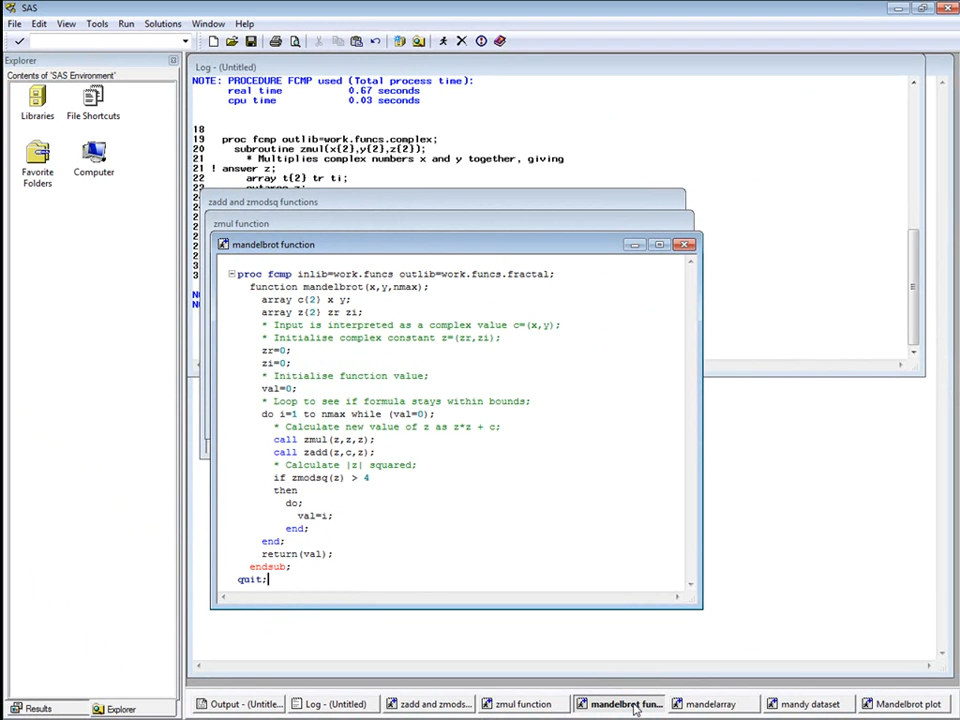 SAS
File Edit View Tools Run Solutions Window Help
Explorer
Contents of 'SAS Environment'
Libraries
File Shortcuts
Favorite Folders
Computer
Log - (Untitled)
NOTE: PROCEDURE FCMP used (Total process time):
real time 0.67 seconds
cpu time 0.03 seconds
18
19 proc fcmp outlib=work.funcs.complex;
20 subroutine zmul(x{2},y{2},z{2});
21 * Multiplies complex numbers x and y together, giving
21 ! answer z;
22 array t{2} tr ti;
zadd and zmodsq functions
zmul function
mandelbrot function
proc fcmp inlib=work.funcs outlib=work.funcs.fractal;
function mandelbrot(x,y,nmax);
array c{2} x y;
array z{2} zr zi;
* Input is interpreted as a complex value c=(x,y);
* Initialise complex constant z=(zr,zi);
zr=0;
zi=0;
* Initialise function value;
val=0;
* Loop to see if formula stays within bounds;
do i=1 to nmax while (val=0);
* Calculate new value of z as z*z + c;
call zmul(z,z,z);
call zadd(z,c,z);
* Calculate |z| squared;
if zmodsq(z) > 4
then
do;
val=i;
end;
end;
return(val);
endsub;
quit;
Results
Explorer
Output - (Untitle...
Log - (Untitled)
zadd and zmods...
zmul function
mandelbrot fun...
mandelarray
mandy dataset
Mandelbrot plot